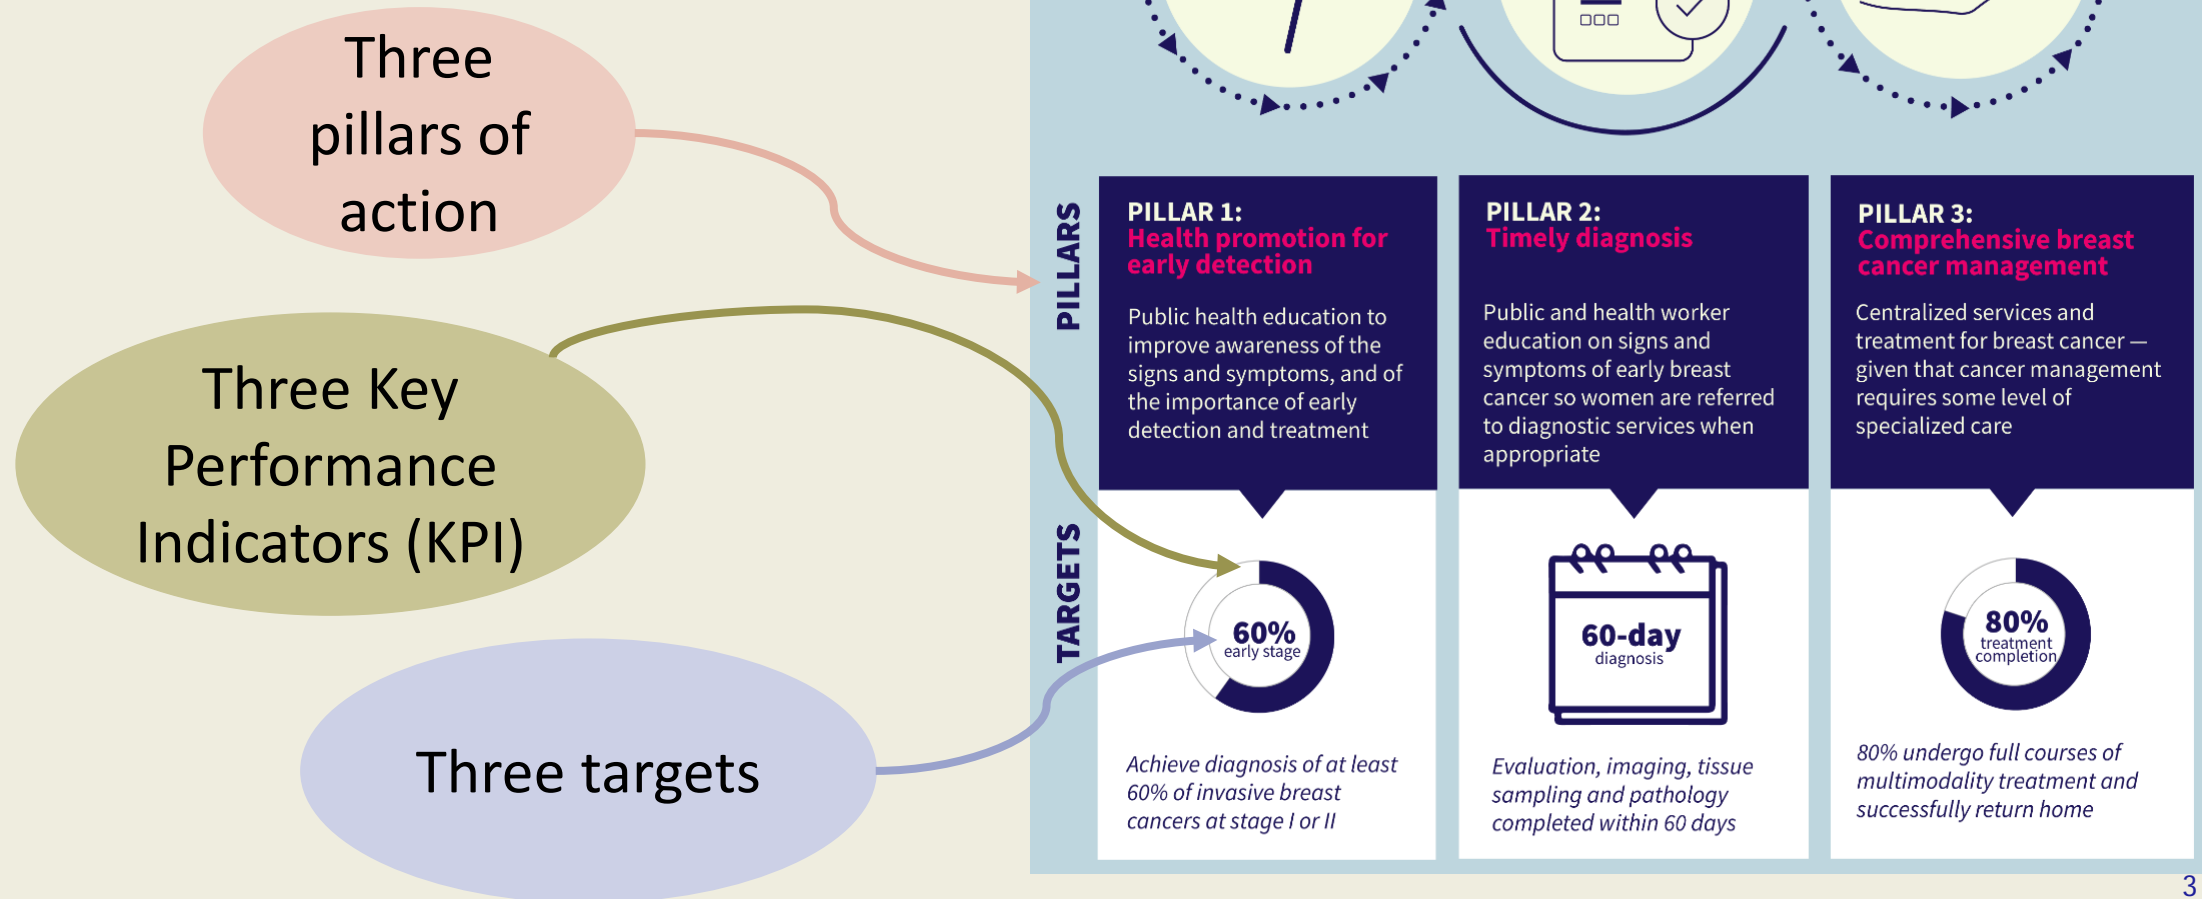 Three
pillars of
action
Three Key
Performance
Indicators (KPI)
Three targets
PILLARS
PILLAR 1:
Health promotion for
early detection
Public health education to
improve awareness of the
signs and symptoms, and of
the importance of early
detection and treatment
PILLAR 2:
Timely diagnosis
Public and health worker
education on signs and
symptoms of early breast
cancer so women are referred
to diagnostic services when
appropriate
PILLAR 3:
Comprehensive breast
cancer management
Centralized services and
treatment for breast cancer —
given that cancer management
requires some level of
specialized care
TARGETS
60%
early stage
Achieve diagnosis of at least
60% of invasive breast
cancers at stage I or II
60-day
diagnosis
Evaluation, imaging, tissue
sampling and pathology
completed within 60 days
80%
treatment
completion
80% undergo full courses of
multimodality treatment and
successfully return home
3